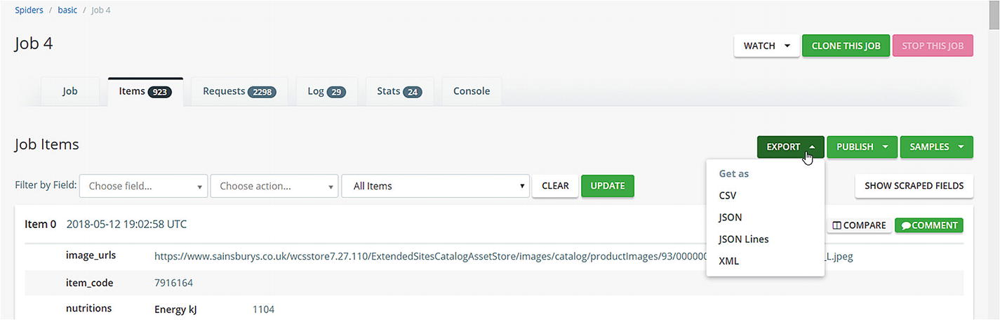 Spiders / basic / Job 4
Job 4
WATCH CLONE THIS JOB STOP THIS JOB
Job Items 923 Requests 2298 Log 29 Stats 24 Console
Job Items
EXPORT PUBLISH SAMPLES
Get as
CSV
JSON
JSON Lines
XML
Filter by Field: Choose field... Choose action... All Items CLEAR UPDATE SHOW SCRAPED FIELDS
Item 0 2018-05-12 19:02:58 UTC COMPARE COMMENT
image_urls https://www.sainsburys.co.uk/wcsstore7.27.110/ExtendedSitesCatalogAssetStore/images/catalog/productImages/93/000000 _L.jpeg
item_code 7916164
nutritions Energy kJ 1104